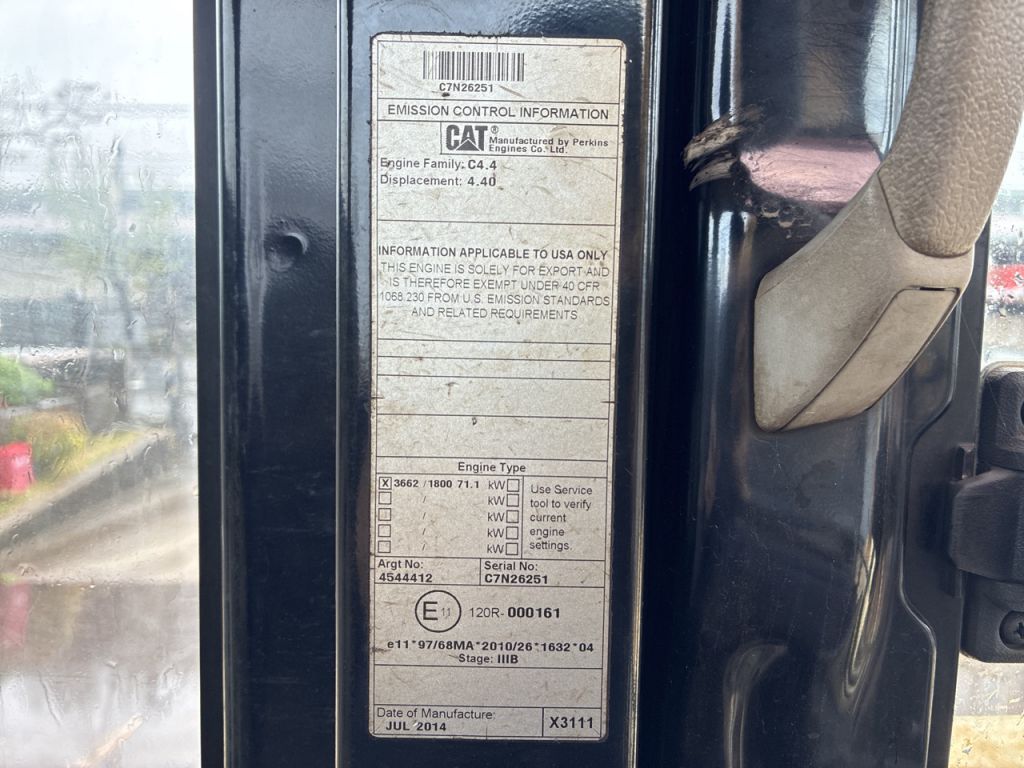 C7N26251
EMISSION CONTROL INFORMATION
CAT® Manufactured by Perkins
Engines Co. Ltd.
Engine Family: C4.4
Displacement: 4.40
INFORMATION APPLICABLE TO USA ONLY
THIS ENGINE IS SOLELY FOR EXPORT AND
IS THEREFORE EXEMPT UNDER 40 CFR
1068.230 FROM U.S. EMISSION STANDARDS
AND RELATED REQUIREMENTS
Engine Type
X 3662 / 1800 71.1 kW
/ kW
/ kW
/ kW
/ kW
Use Service
tool to verify
current
engine
settings.
Argt No:
4544412
Serial No:
C7N26251
E 11 120R- 000161
e11*97/68MA*2010/26*1632*04
Stage: IIIB
Date of Manufacture:
JUL 2014
X3111